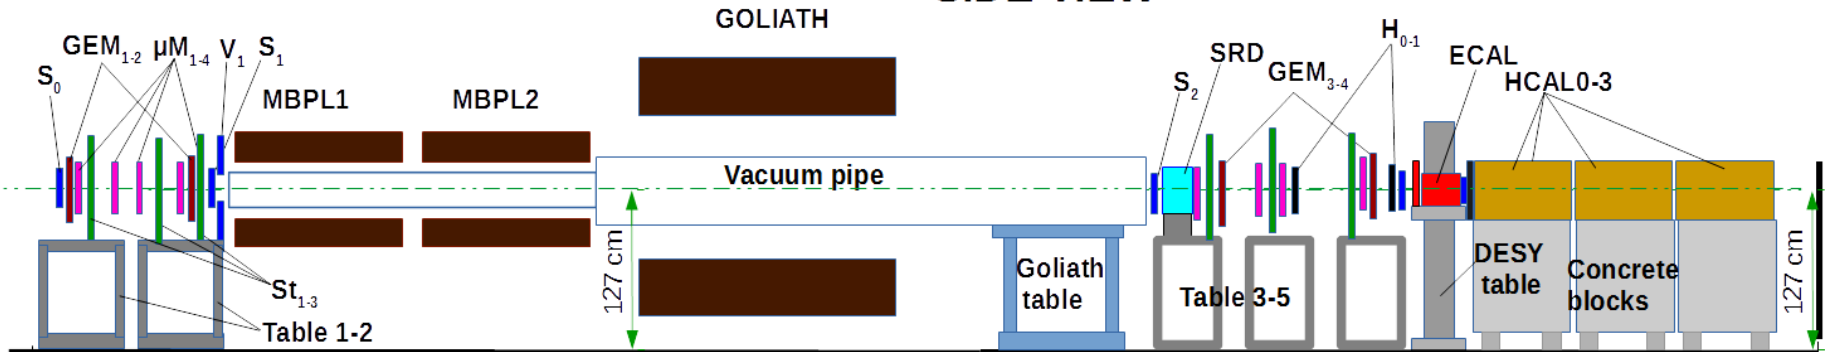 SIDE VIEW
GOLIATH
GEM1-2 μM1-4 V1 S1
S0
MBPL1
MBPL2
H0-1
SRD
ECAL
GEM3-4
S2
HCAL0-3
Vacuum pipe
127 cm
Goliath
table
Table 3-5
DESY
table
Concrete
blocks
127 cm
St1-3
Table 1-2